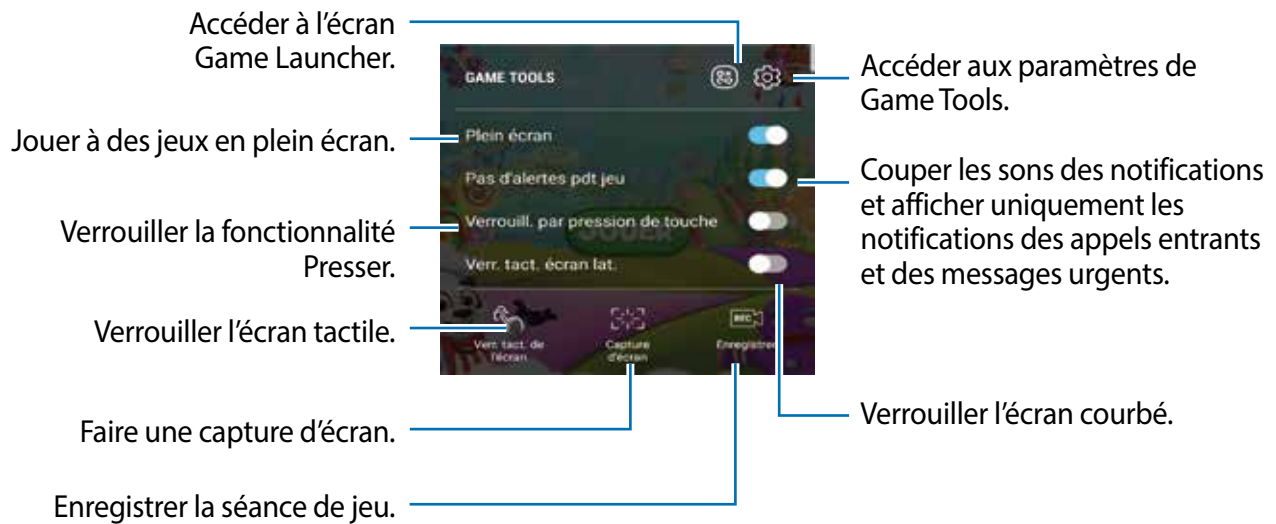 Accéder à l'écran
Game Launcher.
GAME TOOLS
Accéder aux paramètres de
Game Tools.
Jouer à des jeux en plein écran.
Plein écran
Pas d'alertes pdt jeu
Couper les sons des notifications
et afficher uniquement les
notifications des appels entrants
et des messages urgents.
Verrouiller la fonctionnalité
Presser.
Verrouill. par pression de touche
JOUER
Verr. tact. écran lat.
Verrouiller l'écran tactile.
REC
Verr. tact. de
l'écran
Capture
d'écran
Enregistrer
Verrouiller l'écran courbé.
Faire une capture d'écran.
Enregistrer la séance de jeu.